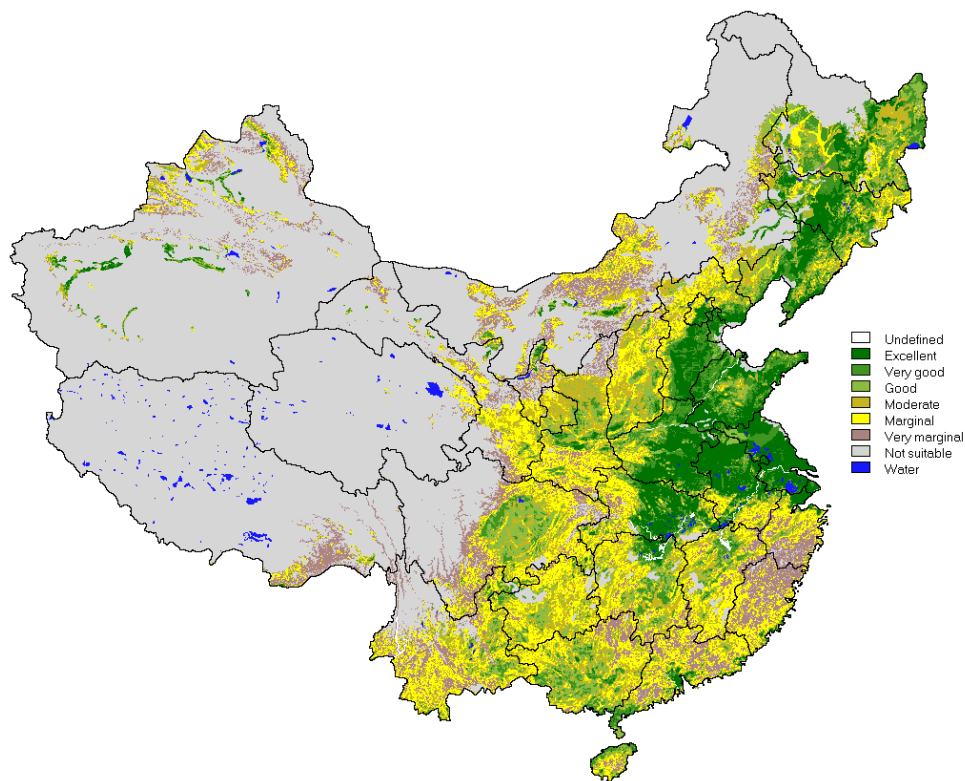 Undefined
Excellent
Very good
Good
Moderate
Marginal
Very marginal
Not suitable
Water